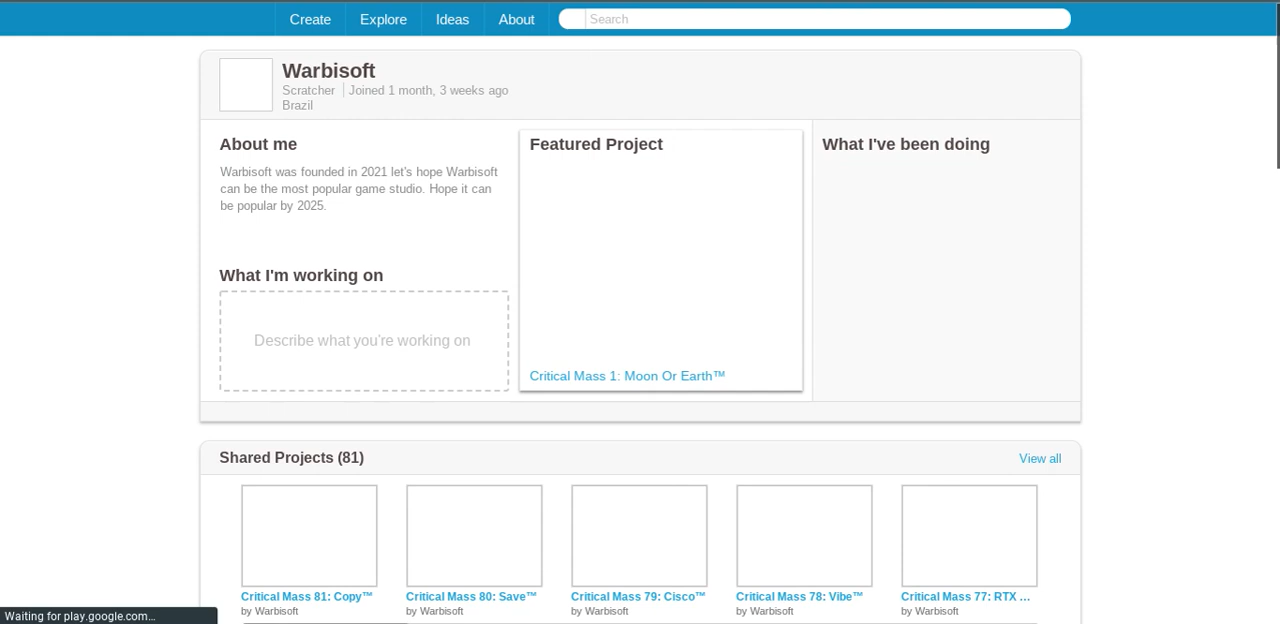 Create Explore Ideas About Search
Warbisoft
Scratcher Joined 1 month, 3 weeks ago
Brazil
About me
Warbisoft was founded in 2021 let's hope Warbisoft
can be the most popular game studio. Hope it can
be popular by 2025.
What I'm working on
Describe what you're working on
Featured Project
Critical Mass 1: Moon Or Earth™
What I've been doing
Shared Projects (81)
View all
Critical Mass 81: Copy™
by Warbisoft
Critical Mass 80: Save™
by Warbisoft
Critical Mass 79: Cisco™
by Warbisoft
Critical Mass 78: Vibe™
by Warbisoft
Critical Mass 77: RTX ...
by Warbisoft
Waiting for play.google.com...